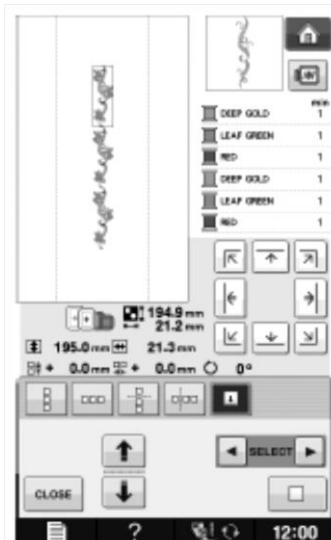 min
DEEP GOLD 1
LEAF GREEN 1
RED 1
DEEP GOLD 1
LEAF GREEN 1
RED 1
194.9 mm
21.2 mm
195.0 mm 21.3 mm
+ 0.0 mm + 0.0 mm 0°
SELECT
CLOSE
? 12:00